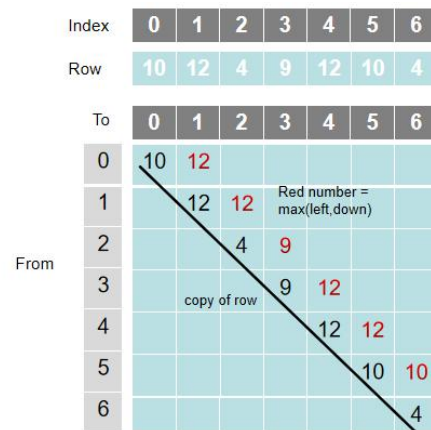 Index 0 1 2 3 4 5 6
Row 10 12 4 9 12 10 4
To 0 1 2 3 4 5 6
0 10 12
1 12 12 Red number =
max(left,down)
2 4 9
From
3 9 12
copy of row
4 12 12
5 10 10
6 4